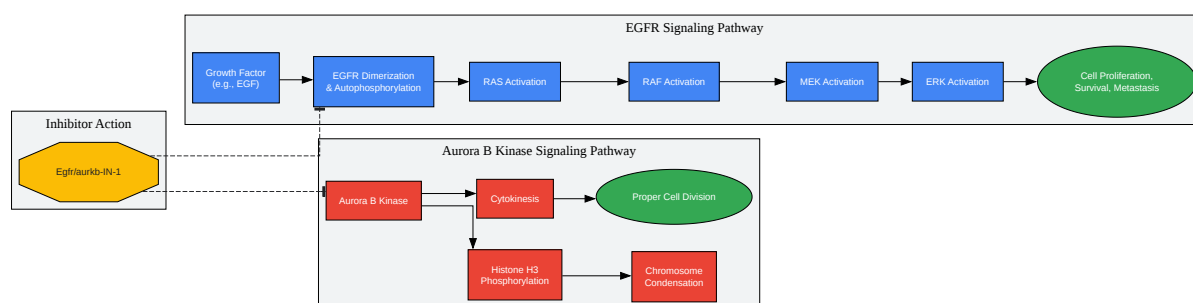 EGFR Signaling Pathway
Growth Factor
(e.g., EGF)
EGFR Dimerization
& Autophosphorylation
RAS Activation
RAF Activation
MEK Activation
ERK Activation
Cell Proliferation,
Survival, Metastasis
Inhibitor Action
Egfr/aurkb-IN-1
Aurora B Kinase Signaling Pathway
Aurora B Kinase
Cytokinesis
Proper Cell Division
Histone H3
Phosphorylation
Chromosome
Condensation